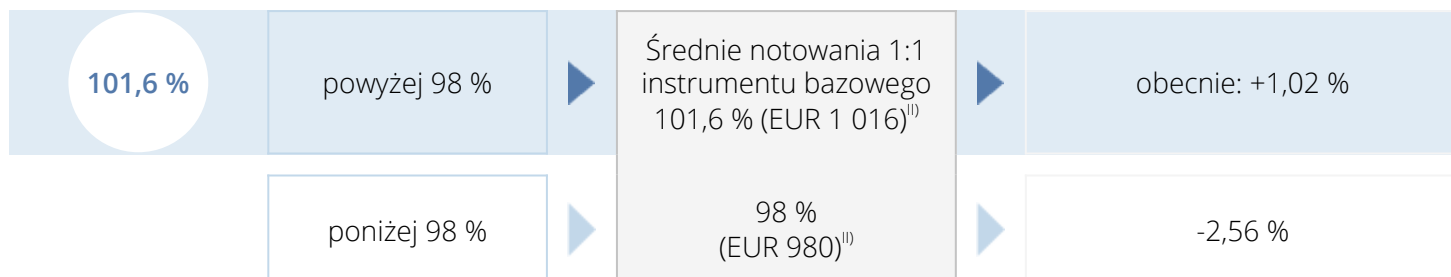 101,6 %
powyżej 98 %
Średnie notowania 1:1
instrumentu bazowego
101,6 % (EUR 1 016)II)
obecnie: +1,02 %
poniżej 98 %
98 %
(EUR 980)II)
-2,56 %